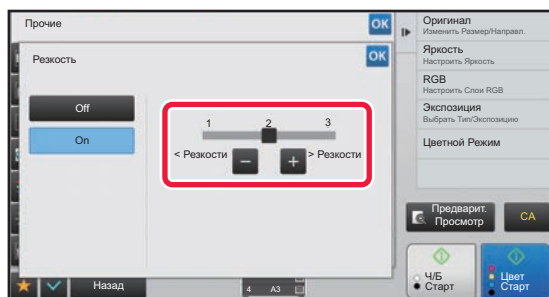 Прочие
OK
Резкость
OK
Off
On
1 2 3
< Резкости
> Резкости
Назад
4 A3
Оригинал
Изменить Размер/Направл.
Яркость
Настроить Яркость
RGB
Настроить Слои RGB
Экспозиция
Выбрать Тип/Экспозицию
Цветной Режим
Предварит.
Просмотр
CA
Ч/Б
Старт
Цвет
Старт